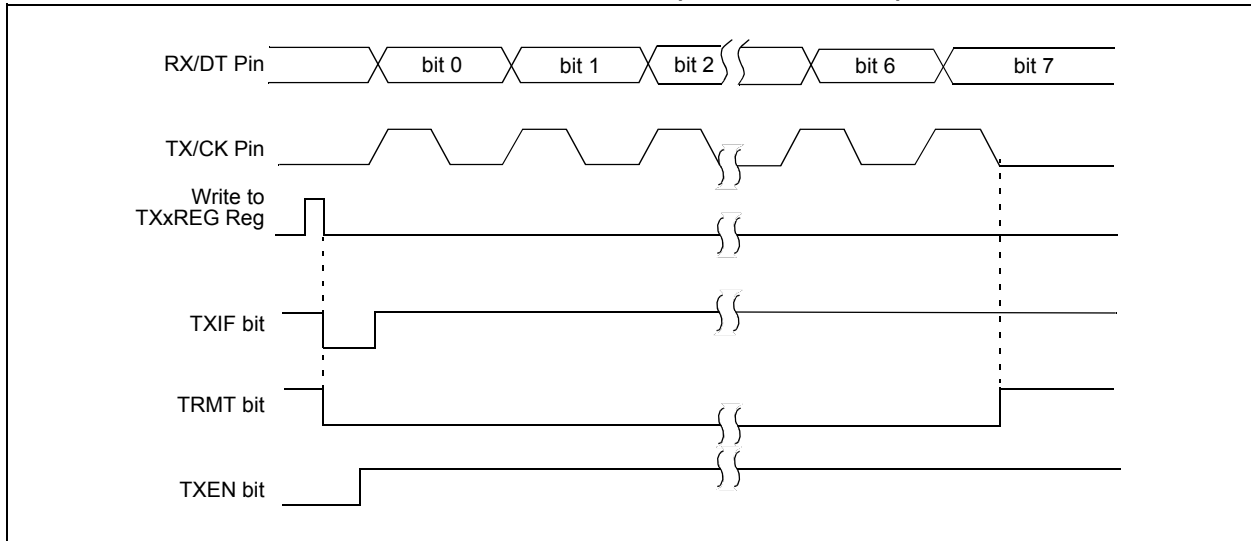 RX/DT Pin
bit 0 bit 1 bit 2 bit 6 bit 7
TX/CK Pin
Write to
TXxREG Reg
TXIF bit
TRMT bit
TXEN bit